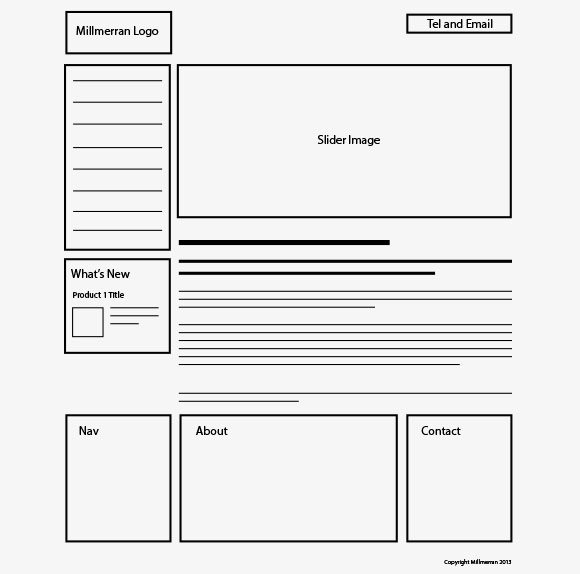 Millmerran Logo
Tel and Email
Slider Image
What's New
Product 1 Title
Nav
About
Contact
Copyright Millmerran 2013